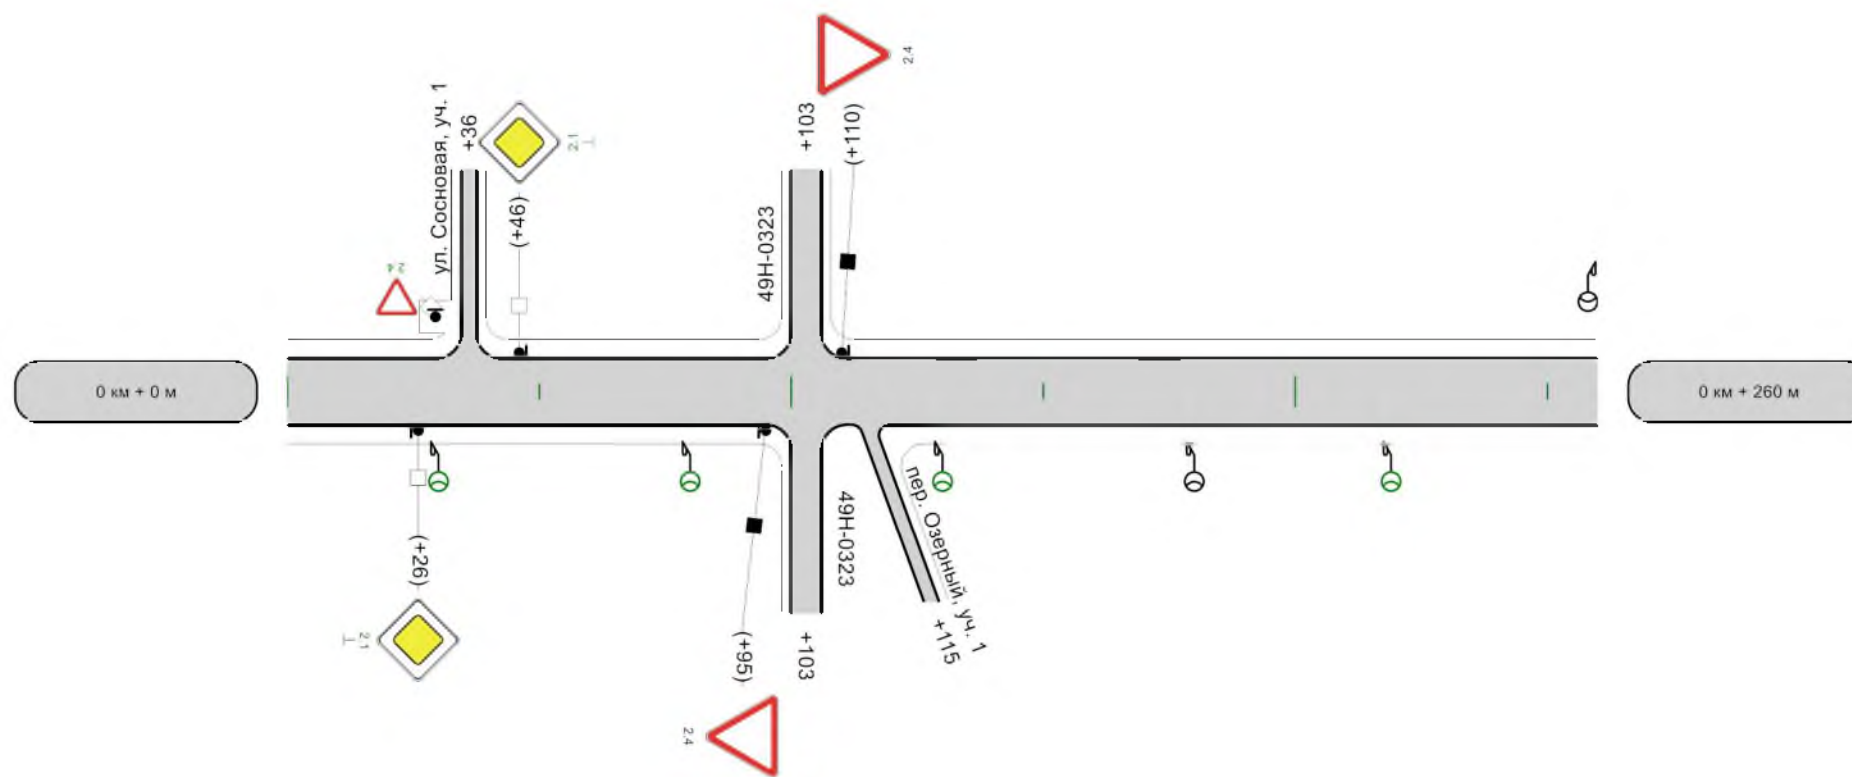 2.4
+103
(+110)
ул. Сосновая, уч. 1
+36
2.1
(+46)
49Н-0323
2.4
0 км + 0 м
0 км + 260 м
пер. Озерный, уч. 1
+115
49Н-0323
(+26)
2.1
(+95)
+103
2.4